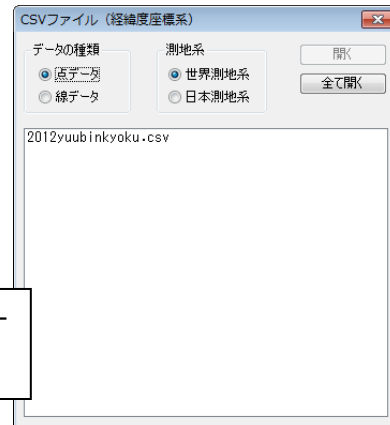 CSVファイル（経緯度座標系）
データの種類
点データ
線データ
測地系
世界測地系
日本測地系
開く
全て開く
2012yuubinkyoku.csv